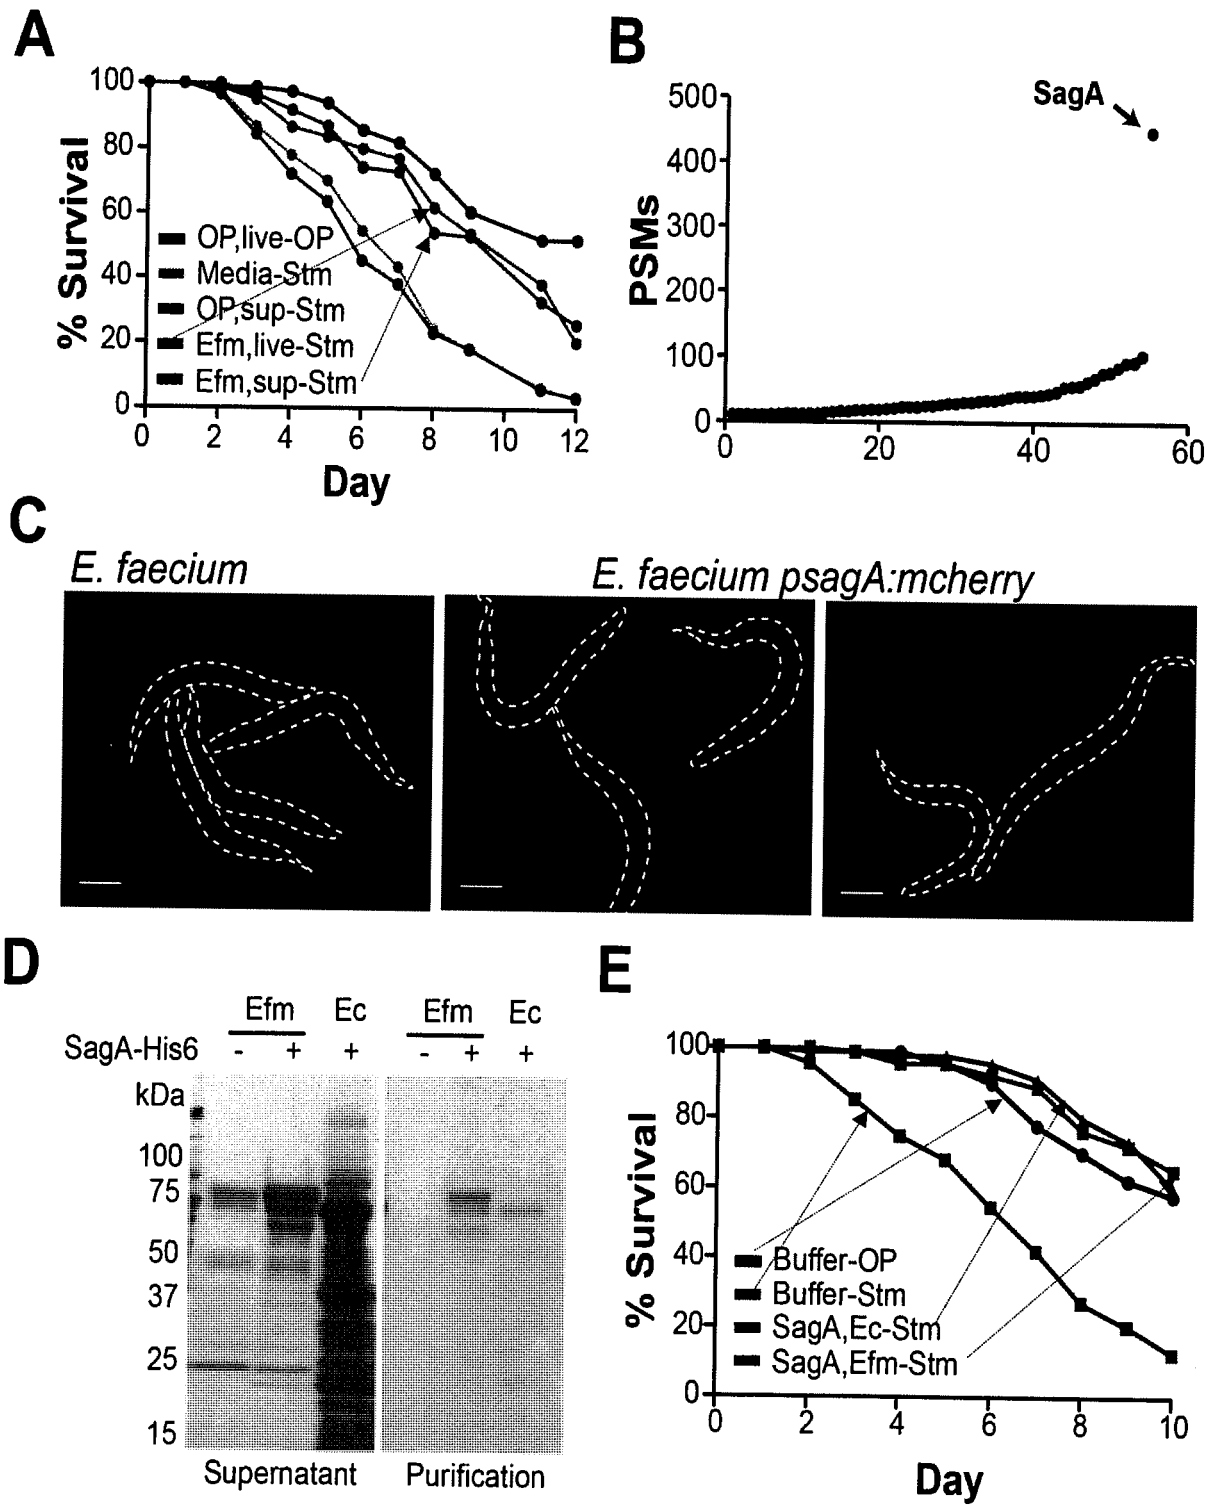 A
100
80
60
40
20
0
% Survival
OP,live-OP
Media-Stm
OP,sup-Stm
Efm,live-Stm
Efm,sup-Stm
0 2 4 6 8 10 12
Day
B
500
400
300
200
100
0
PSMs
SagA
0 20 40 60
C
E. faecium
E. faecium psagA:mcherry
D
Efm Ec Efm Ec
SagA-His6 - + + - + +
kDa
100
75
50
37
25
15
Supernatant Purification
E
100
80
60
40
20
0
% Survival
Buffer-OP
Buffer-Stm
SagA,Ec-Stm
SagA,Efm-Stm
0 2 4 6 8 10
Day